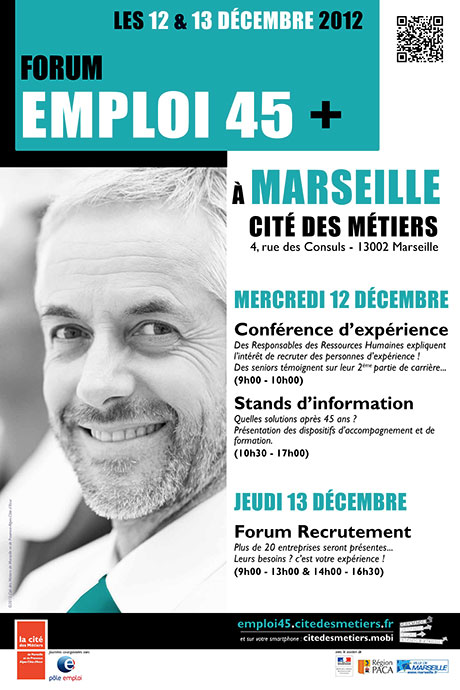 LES 12 & 13 DÉCEMBRE 2012
FORUM
EMPLOI 45 +
À MARSEILLE
CITÉ DES MÉTIERS
4, rue des Consuls - 13002 Marseille
MERCREDI 12 DÉCEMBRE
Conférence d'expérience
Des Responsables des Ressources Humaines expliquent
l'intérêt de recruter des personnes d'expérience !
Des seniors témoignent sur leur 2ème partie de carrière...
(9h00 - 10h00)
Stands d'information
Quelles solutions après 45 ans ?
Présentation des dispositifs d'accompagnement et de
formation.
(10h30 - 17h00)
JEUDI 13 DÉCEMBRE
Forum Recrutement
Plus de 20 entreprises seront présentes...
Leurs besoins ? c'est votre expérience !
(9h00 - 13h00 & 14h00 - 16h30)
emploi45.citedesmetiers.fr
et sur votre smartphone : citedesmetiers.mobi
la cité
des Métiers
pôle emploi
Région
PACA
VILLE DE
MARSEILLE